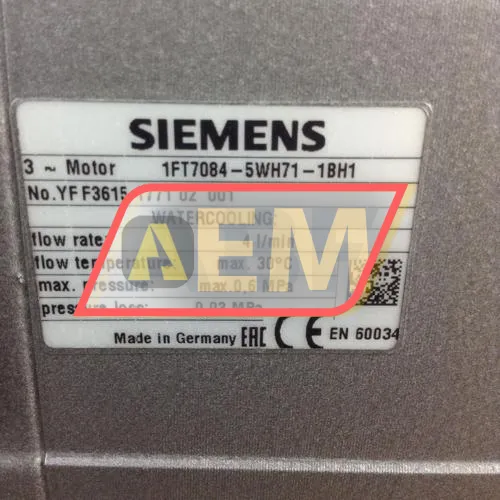 SIEMENS
3 ~ Motor 1FT7084-5WH71-1BH1
No.YF F3615 1771 02 001
WATERCOOLING:
flow rate: 4 l/min
flow temperature: max. 30°C
max. pressure: max.0,6 MPa
pressure loss: 0,03 MPa
AEM
Made in Germany EAC CE EN 60034